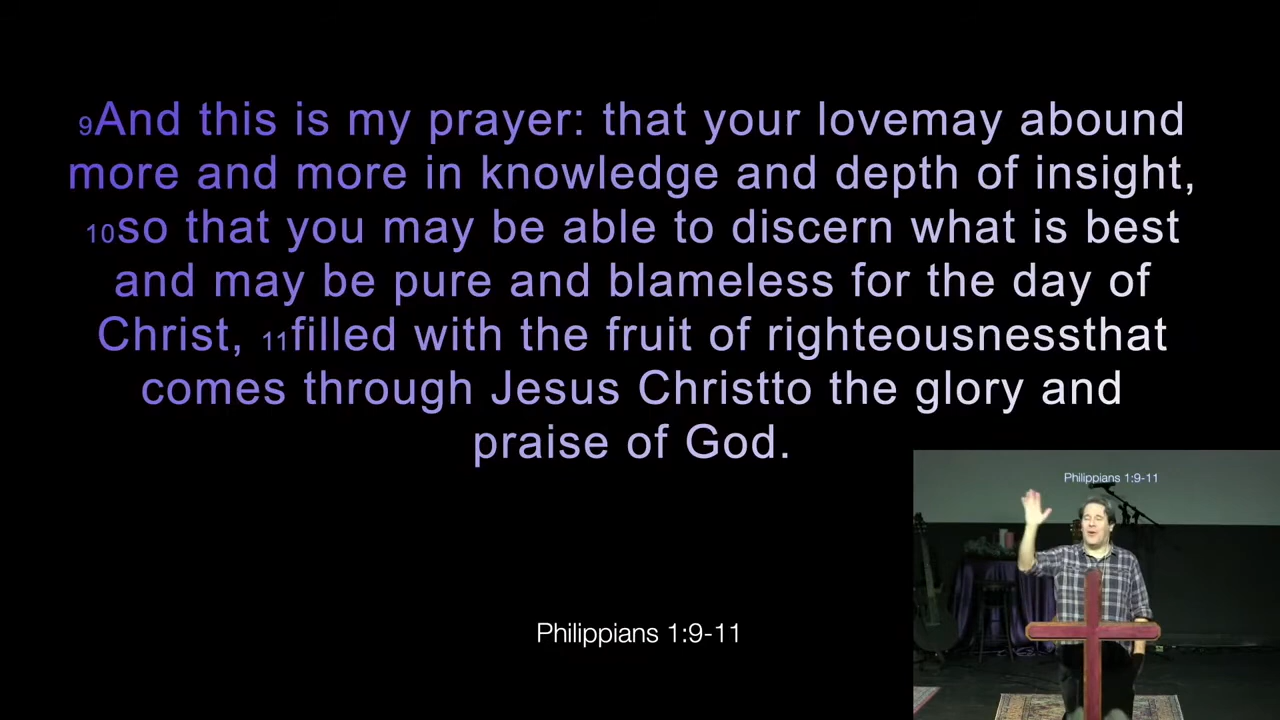 9And this is my prayer: that your lovemay abound
more and more in knowledge and depth of insight,
10so that you may be able to discern what is best
and may be pure and blameless for the day of
Christ, 11filled with the fruit of righteousnessthat
comes through Jesus Christto the glory and
praise of God.
Philippians 1:9-11
Philippians 1:9-11